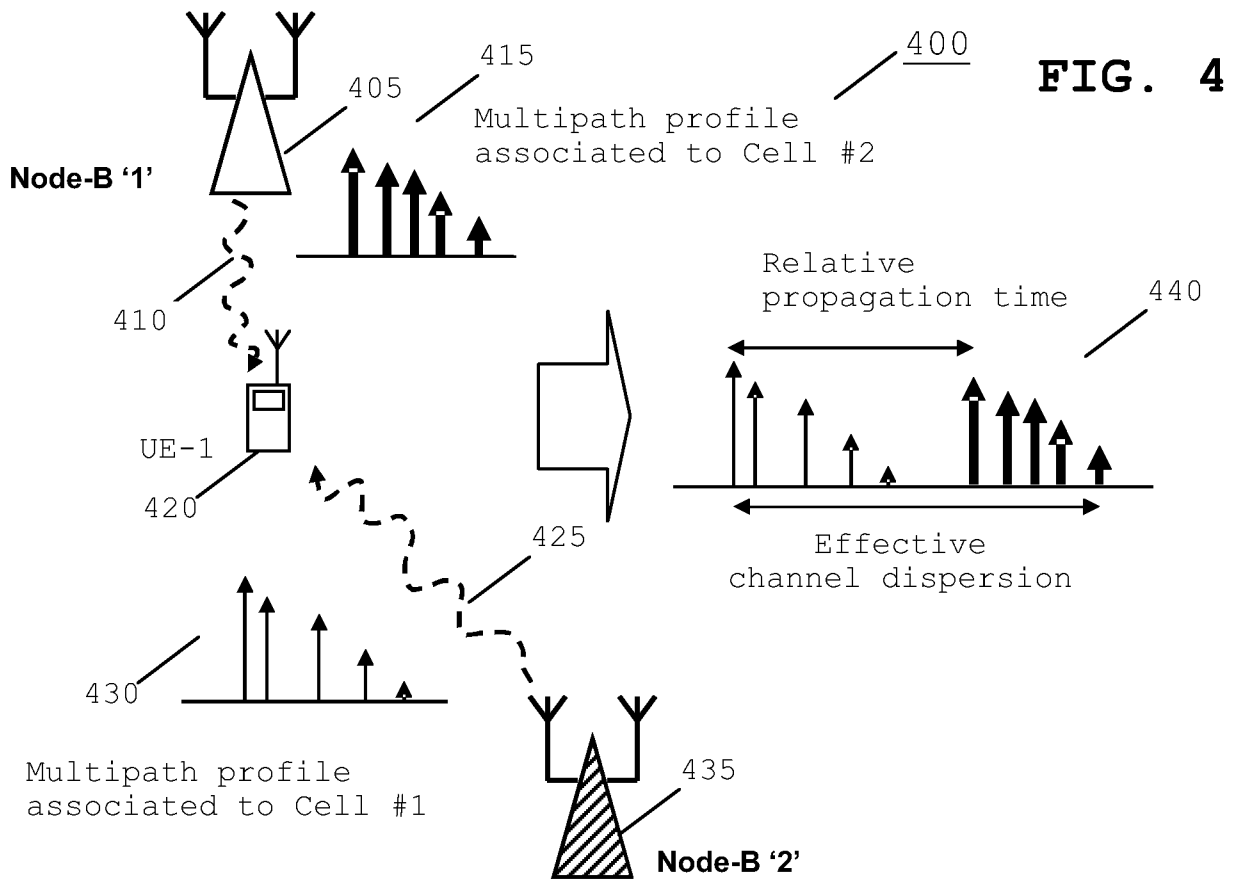 400
FIG. 4
415
405
Multipath profile
associated to Cell #2
Node-B ‘1’
410
Relative
propagation time
440
UE-1
420
425
Effective
channel dispersion
430
Multipath profile
associated to Cell #1
435
Node-B ‘2’